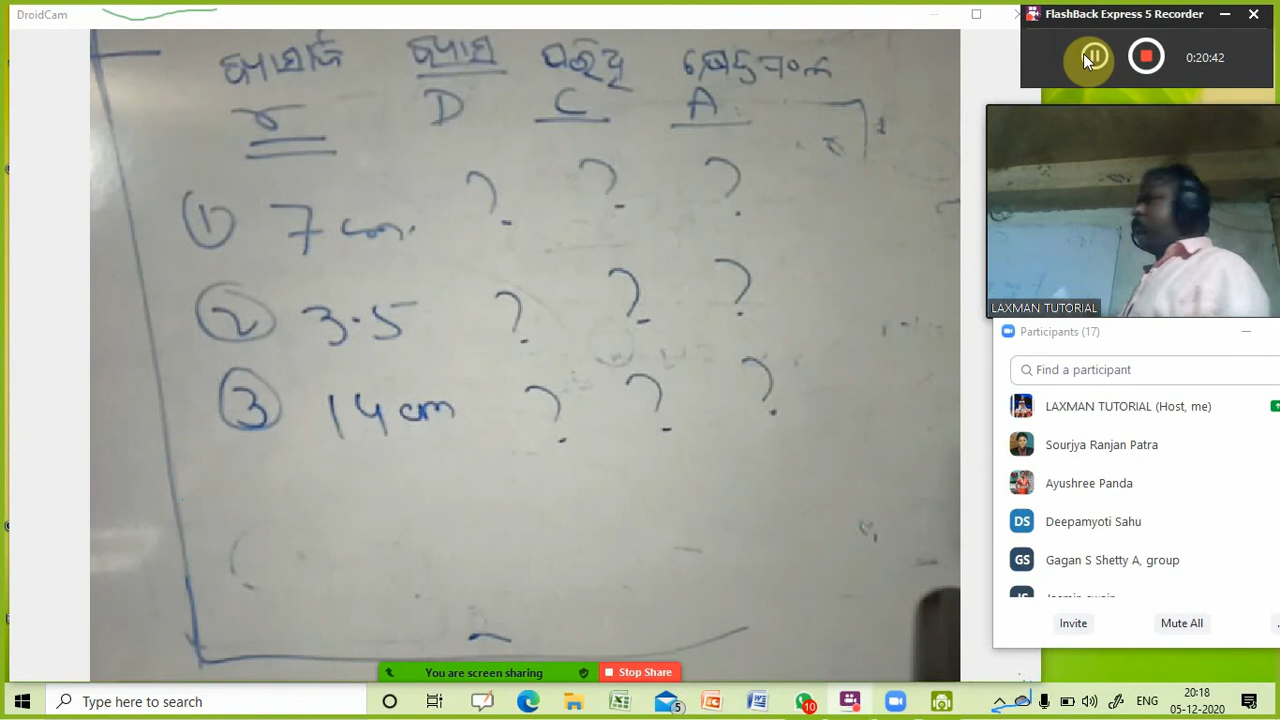 DroidCam
FlashBack Express 5 Recorder
0:20:42
ବ୍ୟାସାର୍ଦ୍ଧ ବ୍ୟାସ ପରିଧି କ୍ଷେତ୍ରଫଳ
r D C A
① 7 cm. ? ? ?
② 3.5 ? ? ?
③ 14 cm ? ? ?
LAXMAN TUTORIAL
Participants (17)
Find a participant
LAXMAN TUTORIAL (Host, me)
Sourjya Ranjan Patra
Ayushree Panda
DS Deepamyoti Sahu
GS Gagan S Shetty A, group
Invite Mute All
You are screen sharing Stop Share
Type here to search
5
10
ENG
20:18
05-12-2020